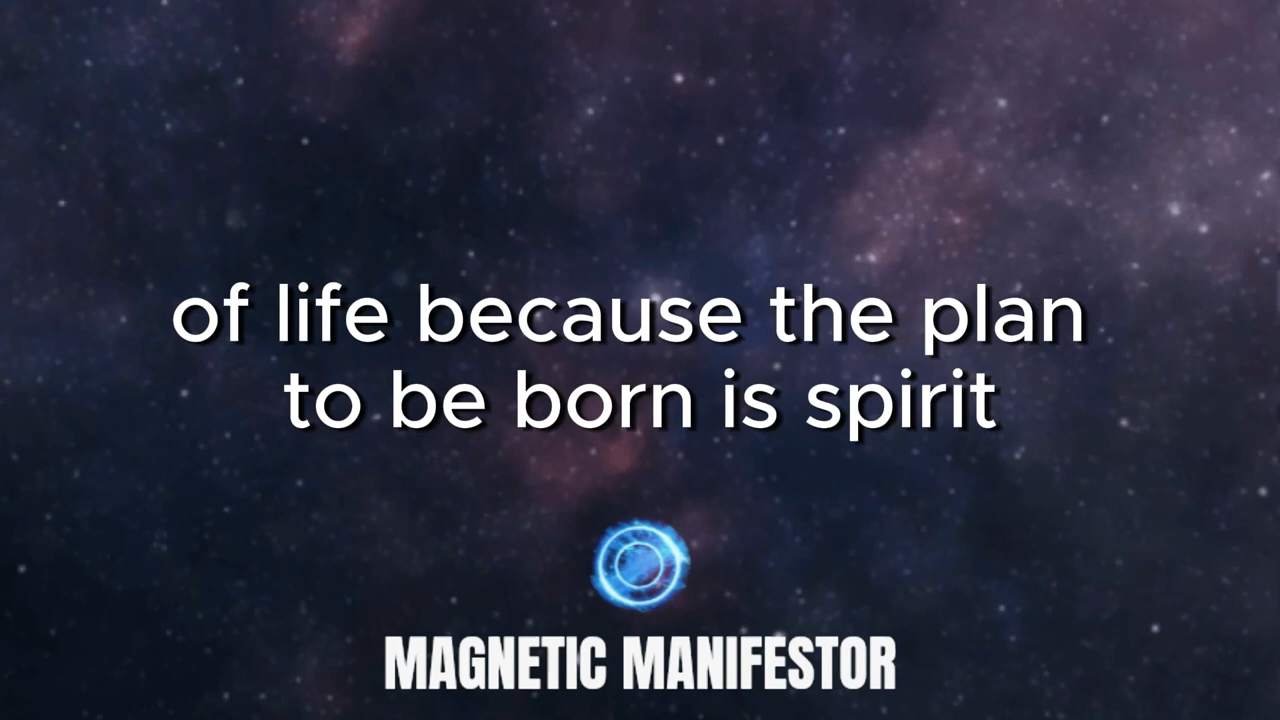 of life because the plan
to be born is spirit
MAGNETIC MANIFESTOR